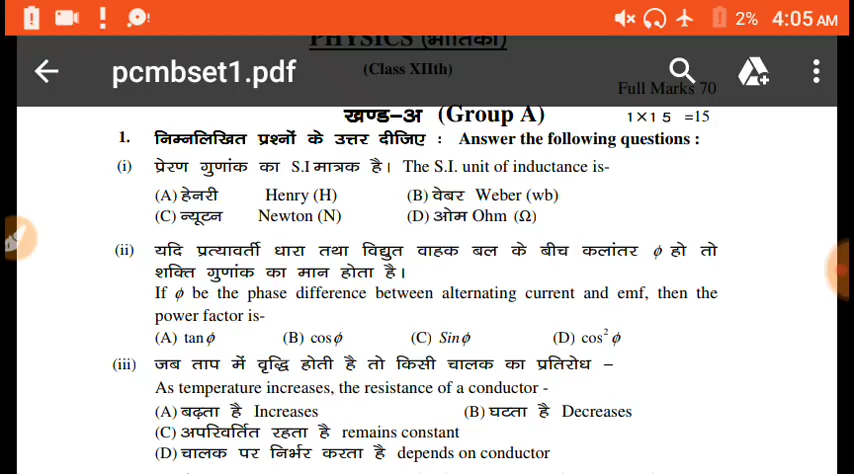 2% 4:05 AM
PHYSICS (भौतिकी)
pcmbset1.pdf
(Class XIIth)
Full Marks 70
खण्ड–अ (Group A) 1×15 =15
1. निम्नलिखित प्रश्नों के उत्तर दीजिए : Answer the following questions :
(i) प्रेरण गुणांक का S.I मात्रक है। The S.I. unit of inductance is-
(A) हेनरी Henry (H) (B) वेबर Weber (wb)
(C) न्यूटन Newton (N) (D) ओम Ohm (Ω)
(ii) यदि प्रत्यावर्ती धारा तथा विद्युत वाहक बल के बीच कलांतर ϕ हो तो
शक्ति गुणांक का मान होता है।
If ϕ be the phase difference between alternating current and emf, then the
power factor is-
(A) tan ϕ (B) cos ϕ (C) Sin ϕ (D) cos² ϕ
(iii) जब ताप में वृद्धि होती है तो किसी चालक का प्रतिरोध –
As temperature increases, the resistance of a conductor -
(A) बढ़ता है Increases (B) घटता है Decreases
(C) अपरिवर्तित रहता है remains constant
(D) चालक पर निर्भर करता है depends on conductor